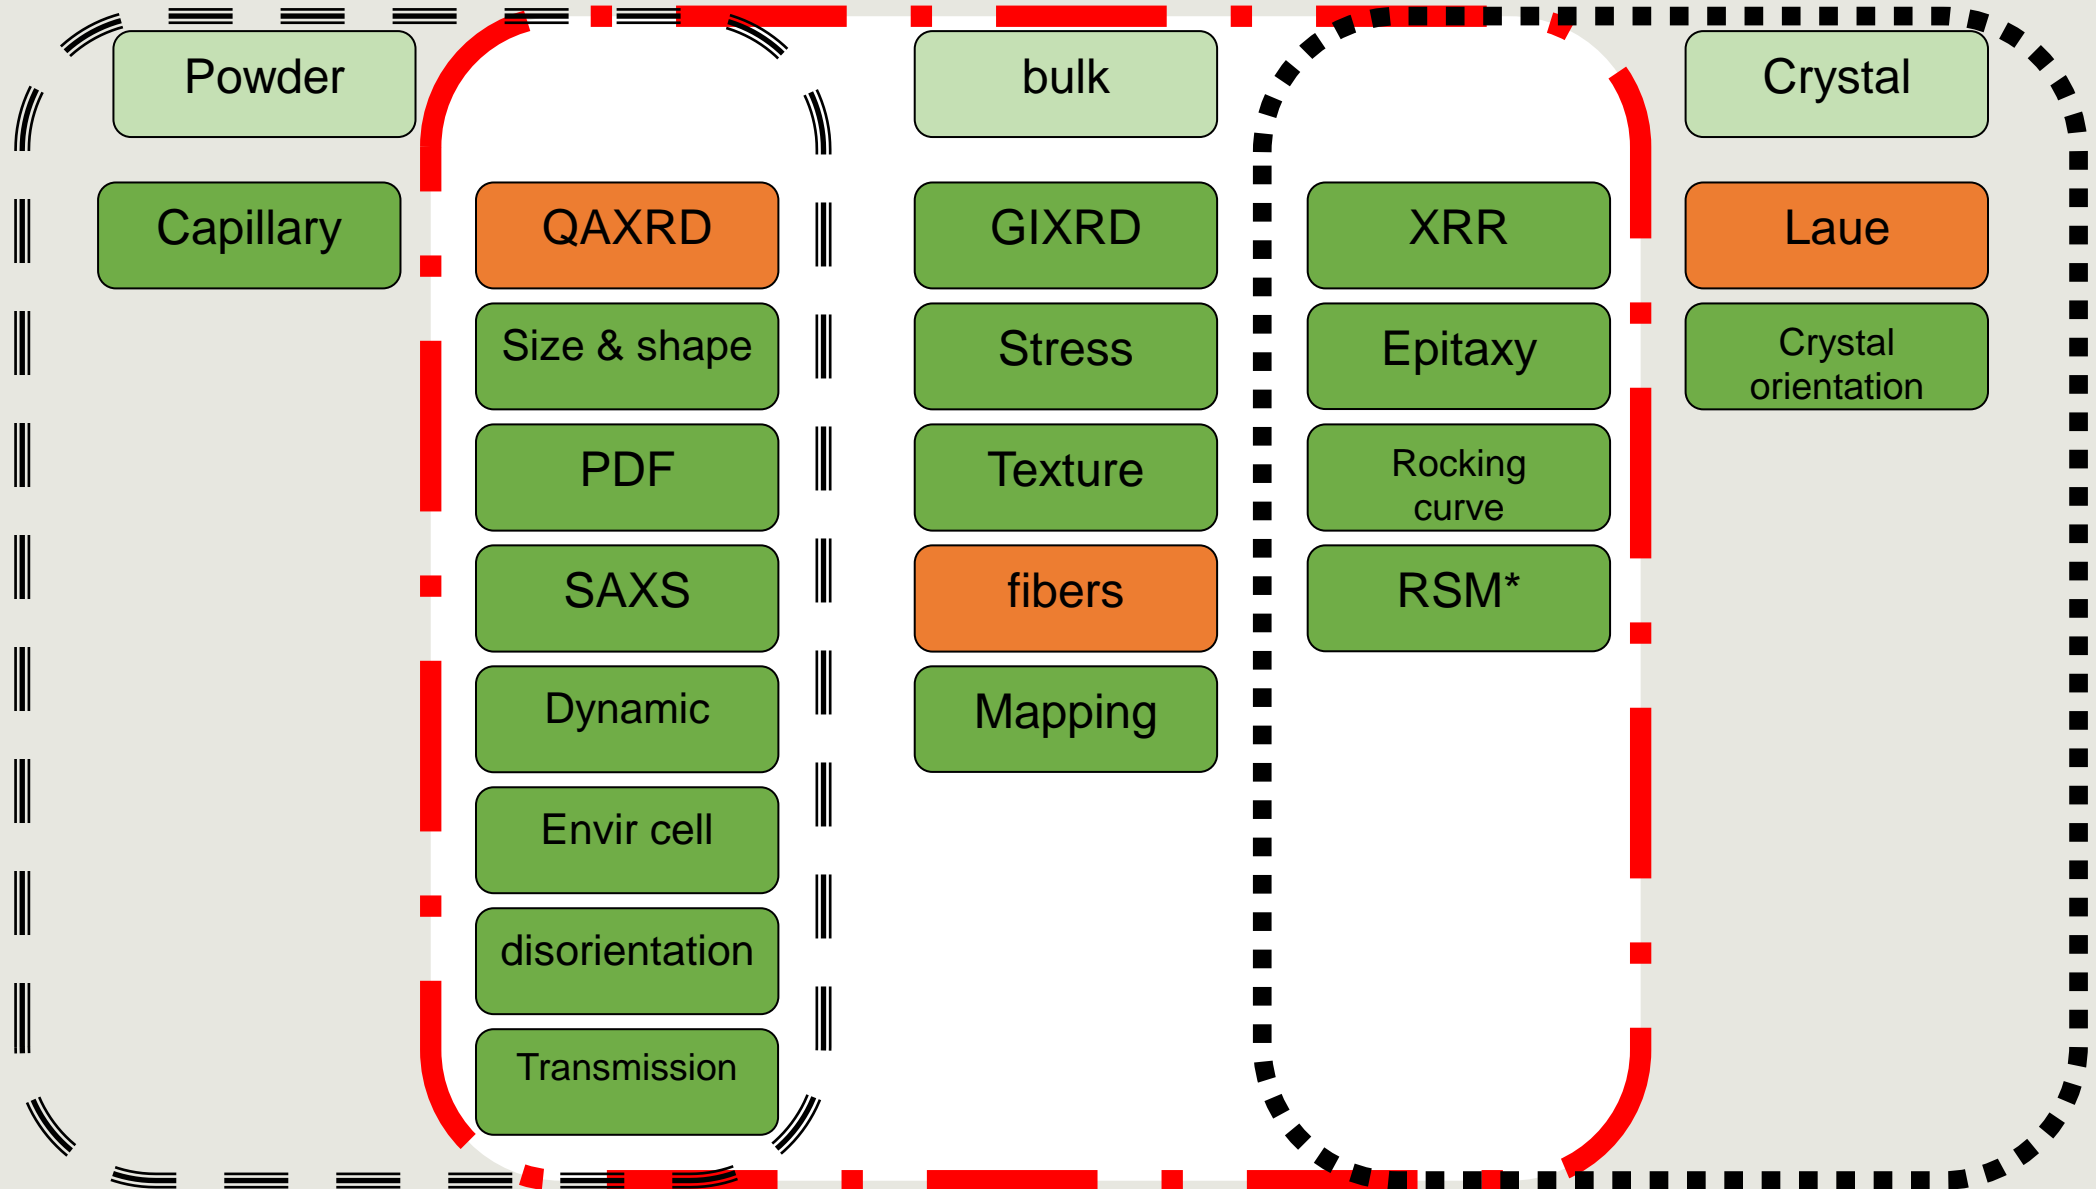 Powder
bulk
Crystal
Capillary
QAXRD
GIXRD
XRR
Laue
Size & shape
Stress
Epitaxy
Crystal
orientation
PDF
Texture
Rocking
curve
SAXS
fibers
RSM*
Dynamic
Mapping
Envir cell
disorientation
Transmission